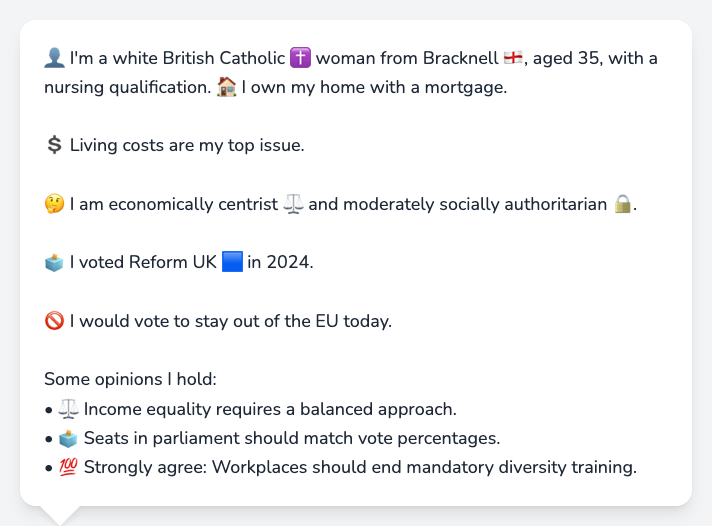 👤 I'm a white British Catholic ✝️ woman from Bracknell 🏴󠁧󠁢󠁥󠁮󠁧󠁿, aged 35, with a
nursing qualification. 🏠 I own my home with a mortgage.
💲 Living costs are my top issue.
🤔 I am economically centrist ⚖️ and moderately socially authoritarian 🔒.
🗳️ I voted Reform UK 🟦 in 2024.
🚫 I would vote to stay out of the EU today.
Some opinions I hold:
• ⚖️ Income equality requires a balanced approach.
• 🗳️ Seats in parliament should match vote percentages.
• 💯 Strongly agree: Workplaces should end mandatory diversity training.